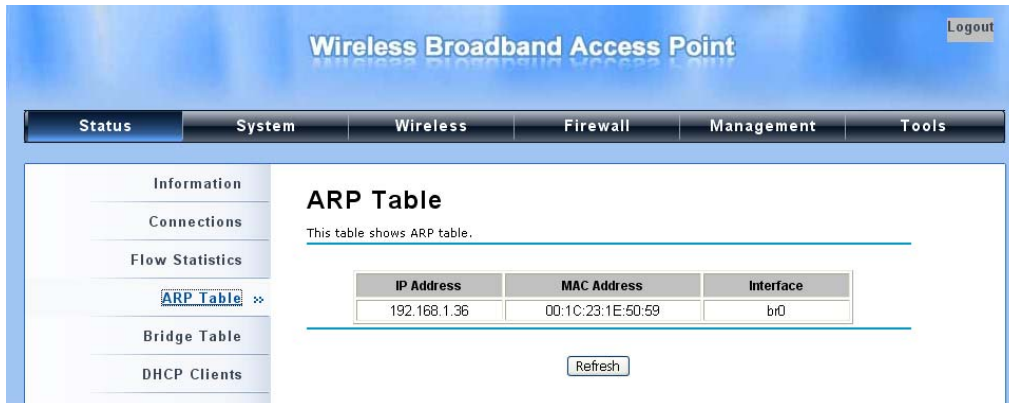 Wireless Broadband Access Point
Logout
Status System Wireless Firewall Management Tools
Information
Connections
Flow Statistics
ARP Table »
Bridge Table
DHCP Clients
ARP Table
This table shows ARP table.
IP Address MAC Address Interface
192.168.1.36 00:1C:23:1E:50:59 br0
Refresh